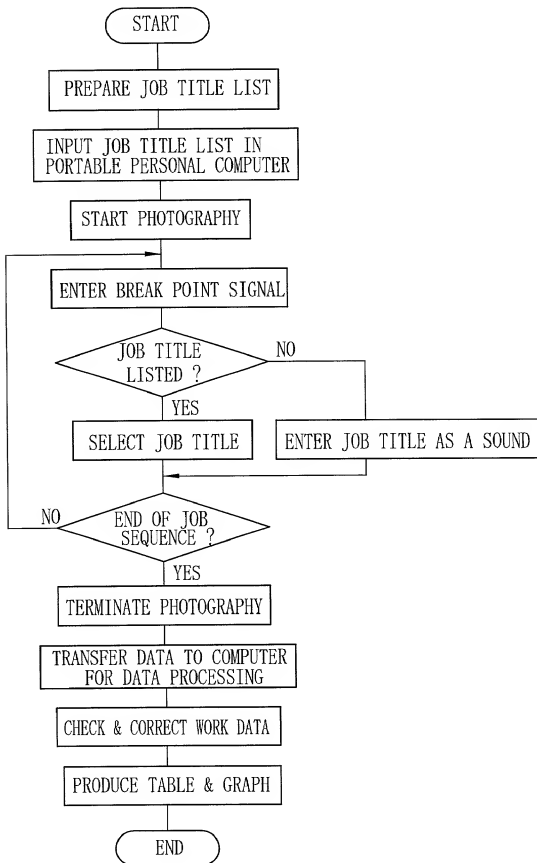 START
PREPARE JOB TITLE LIST
INPUT JOB TITLE LIST IN
PORTABLE PERSONAL COMPUTER
START PHOTOGRAPHY
ENTER BREAK POINT SIGNAL
JOB TITLE
LISTED ?
NO
YES
SELECT JOB TITLE
ENTER JOB TITLE AS A SOUND
END OF JOB
SEQUENCE ?
NO
YES
TERMINATE PHOTOGRAPHY
TRANSFER DATA TO COMPUTER
FOR DATA PROCESSING
CHECK & CORRECT WORK DATA
PRODUCE TABLE & GRAPH
END